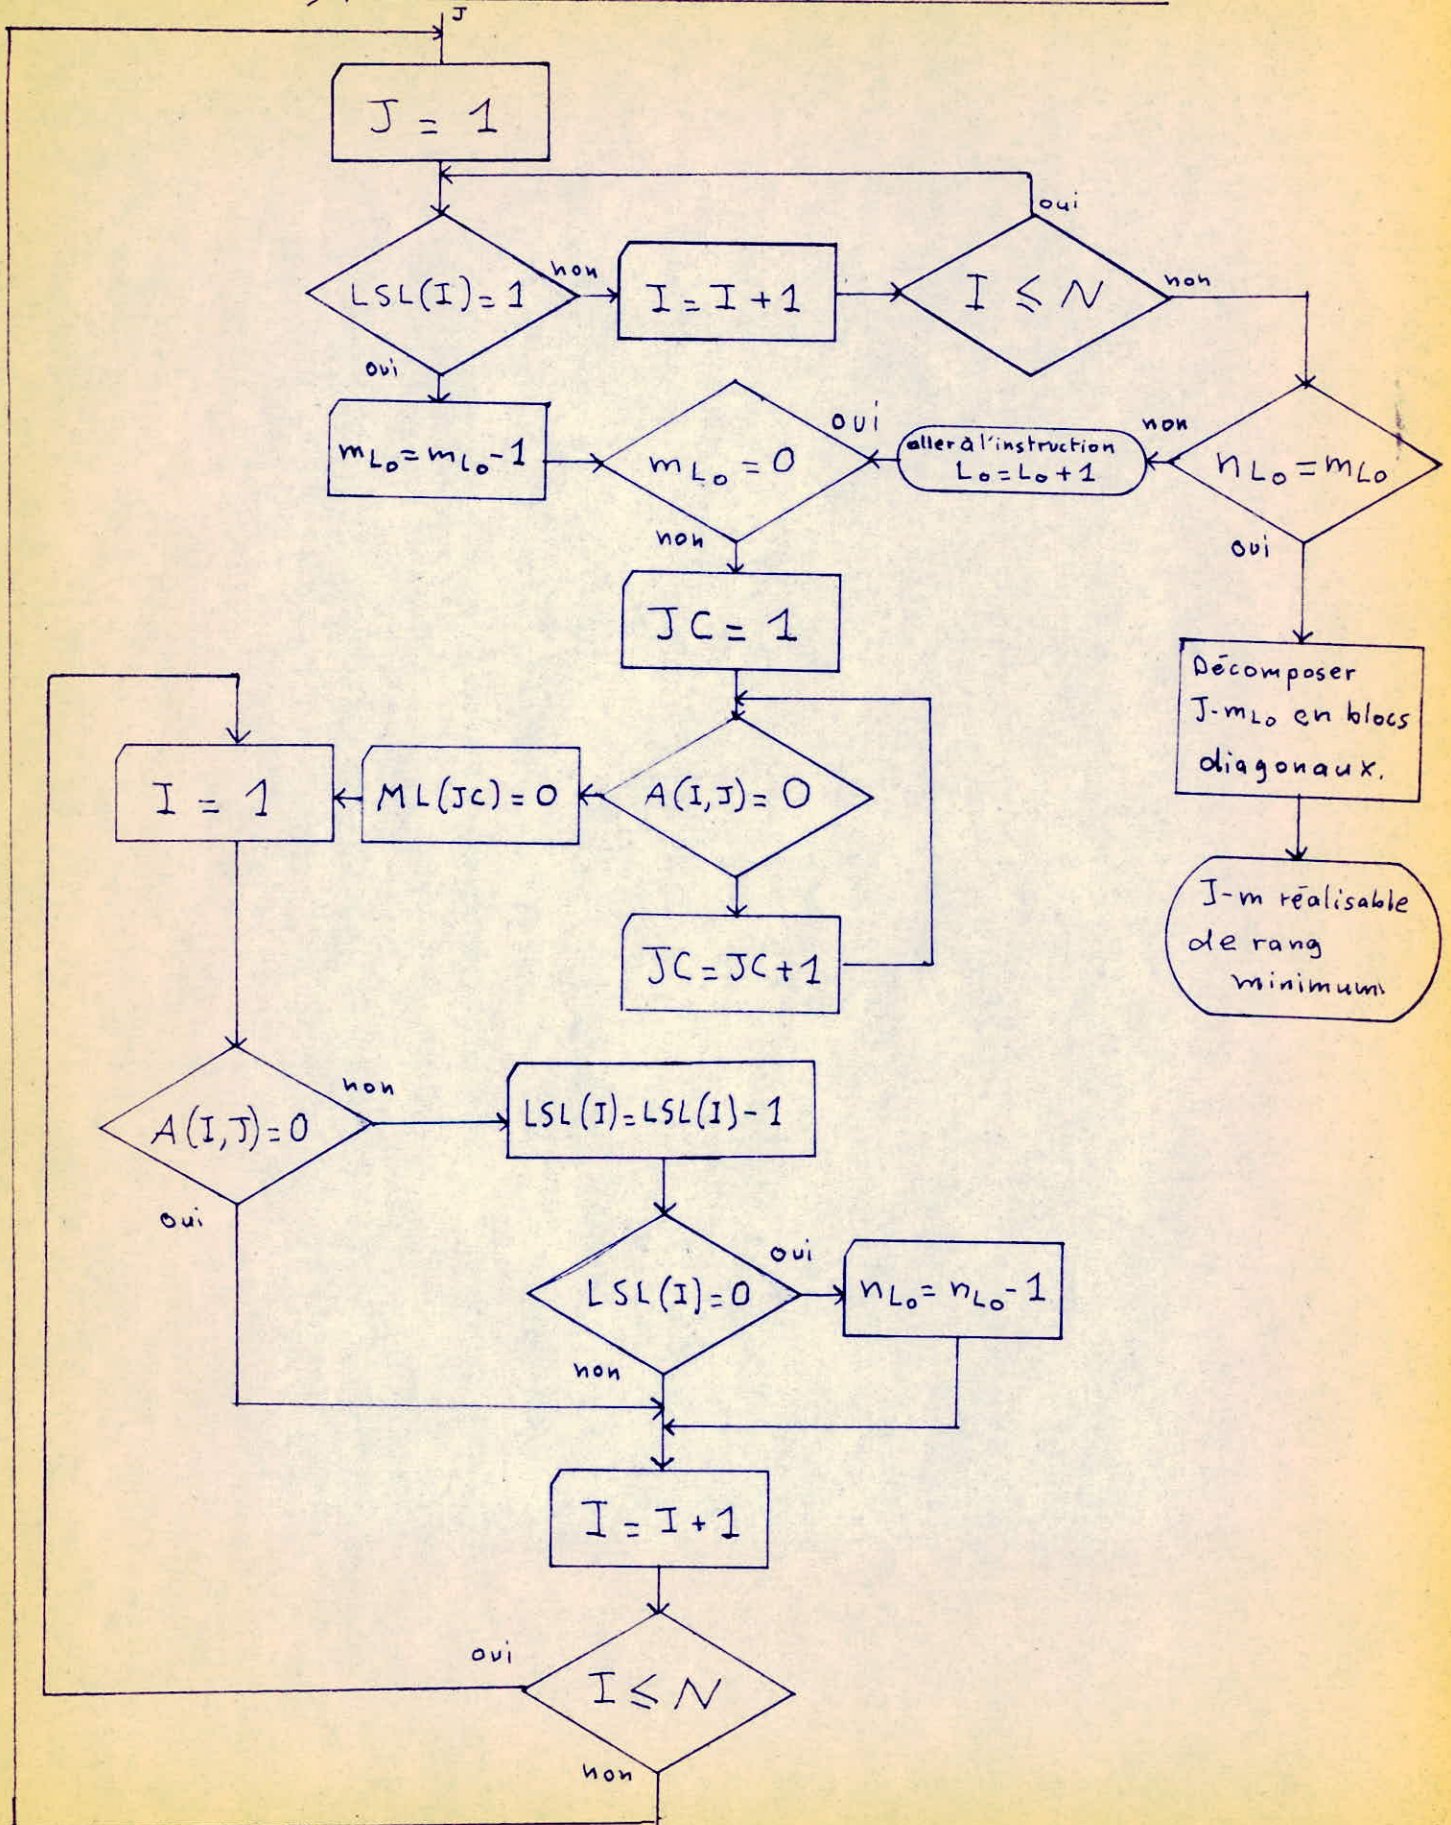 J
J = 1
oui
LSL(I)=1
non
I = I+1
I ≤ N
non
oui
m_Lo = m_Lo - 1
m_Lo = 0
oui
aller à l'instruction
Lo = Lo + 1
non
n_Lo = m_Lo
non
oui
JC = 1
Décomposer
J-m_Lo en blocs
diagonaux.
I = 1
ML(JC)=0
A(I,J)=0
J-m réalisable
de rang
minimum
JC = JC+1
A(I,J)=0
non
LSL(I)=LSL(I)-1
oui
LSL(I)=0
oui
n_Lo = n_Lo - 1
non
I = I+1
oui
I ≤ N
non